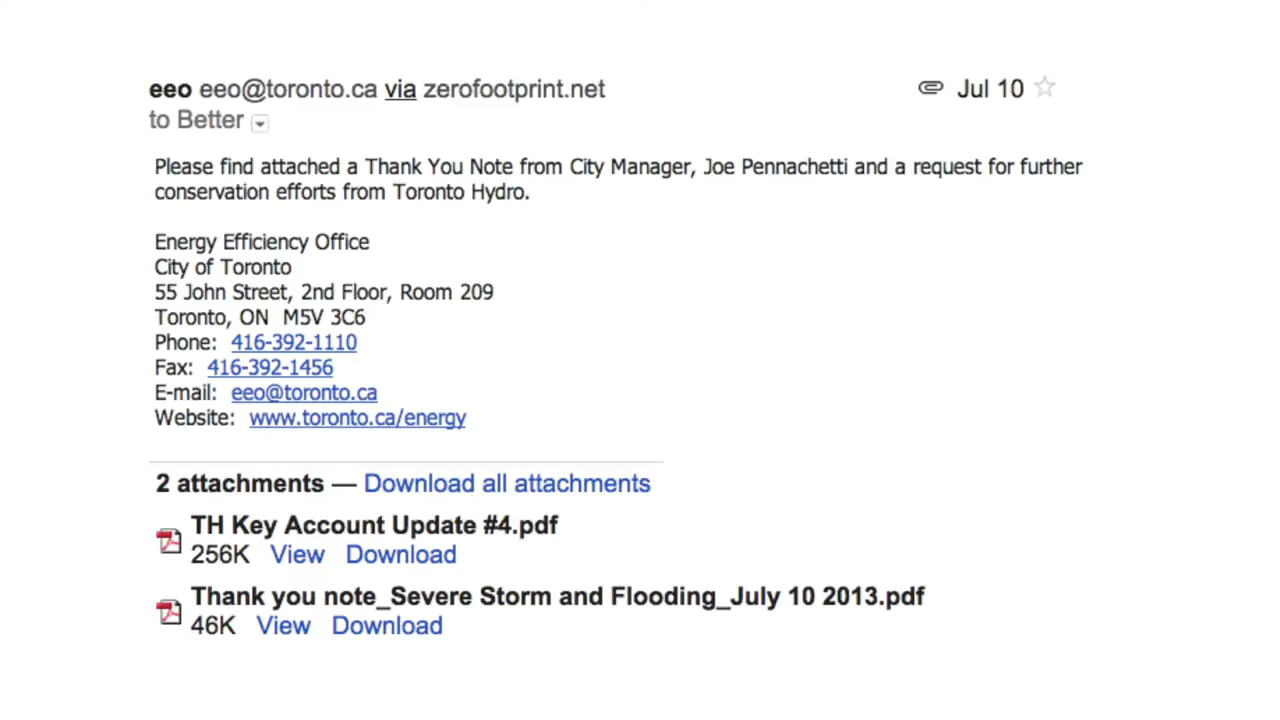 eeo eeo@toronto.ca via zerofootprint.net Jul 10
to Better
Please find attached a Thank You Note from City Manager, Joe Pennachetti and a request for further
conservation efforts from Toronto Hydro.
Energy Efficiency Office
City of Toronto
55 John Street, 2nd Floor, Room 209
Toronto, ON  M5V 3C6
Phone:  416-392-1110
Fax:  416-392-1456
E-mail:  eeo@toronto.ca
Website:  www.toronto.ca/energy
2 attachments — Download all attachments
TH Key Account Update #4.pdf
256K View Download
Thank you note_Severe Storm and Flooding_July 10 2013.pdf
46K View Download